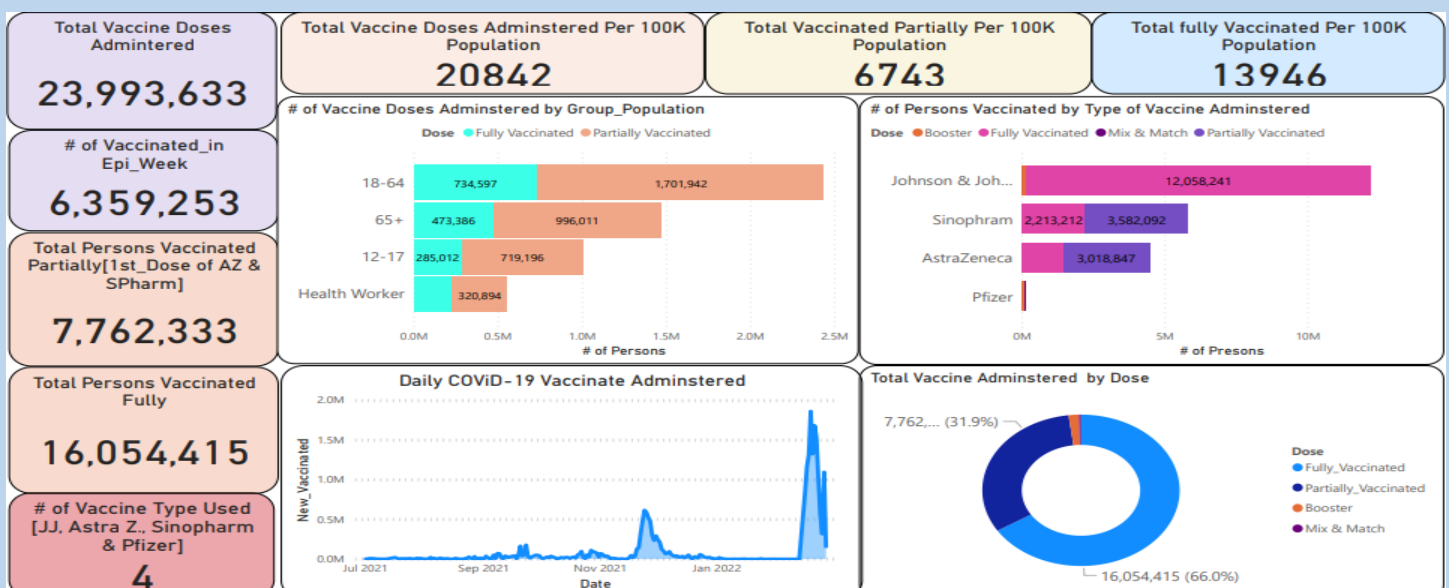 Total Vaccine Doses
Admintered
23,993,633
# of Vaccinated_in
Epi_Week
6,359,253
Total Persons Vaccinated
Partially[1st_Dose of AZ &
SPharm]
7,762,333
Total Persons Vaccinated
Fully
16,054,415
# of Vaccine Type Used
[JJ, Astra Z., Sinopharm
& Pfizer]
4
Total Vaccine Doses Adminstered Per 100K
Population
20842
Total Vaccinated Partially Per 100K
Population
6743
Total fully Vaccinated Per 100K
Population
13946
# of Vaccine Doses Adminstered by Group_Population
Dose Fully Vaccinated Partially Vaccinated
18-64 734,597 1,701,942
65+ 473,386 996,011
12-17 285,012 719,196
Health Worker 320,894
0.0M 0.5M 1.0M 1.5M 2.0M 2.5M
# of Persons
# of Persons Vaccinated by Type of Vaccine Adminstered
Dose Booster Fully Vaccinated Mix & Match Partially Vaccinated
Johnson & Joh... 12,058,241
Sinophram 2,213,212 3,582,092
AstraZeneca 3,018,847
Pfizer
0M 5M 10M
# of Presons
Daily COViD-19 Vaccinate Adminstered
New_Vaccinated
2.0M
1.5M
1.0M
0.5M
0.0M
Jul 2021 Sep 2021 Nov 2021 Jan 2022
Date
Total Vaccine Adminstered by Dose
7,762,... (31.9%)
16,054,415 (66.0%)
Dose
Fully_Vaccinated
Partially_Vaccinated
Booster
Mix & Match